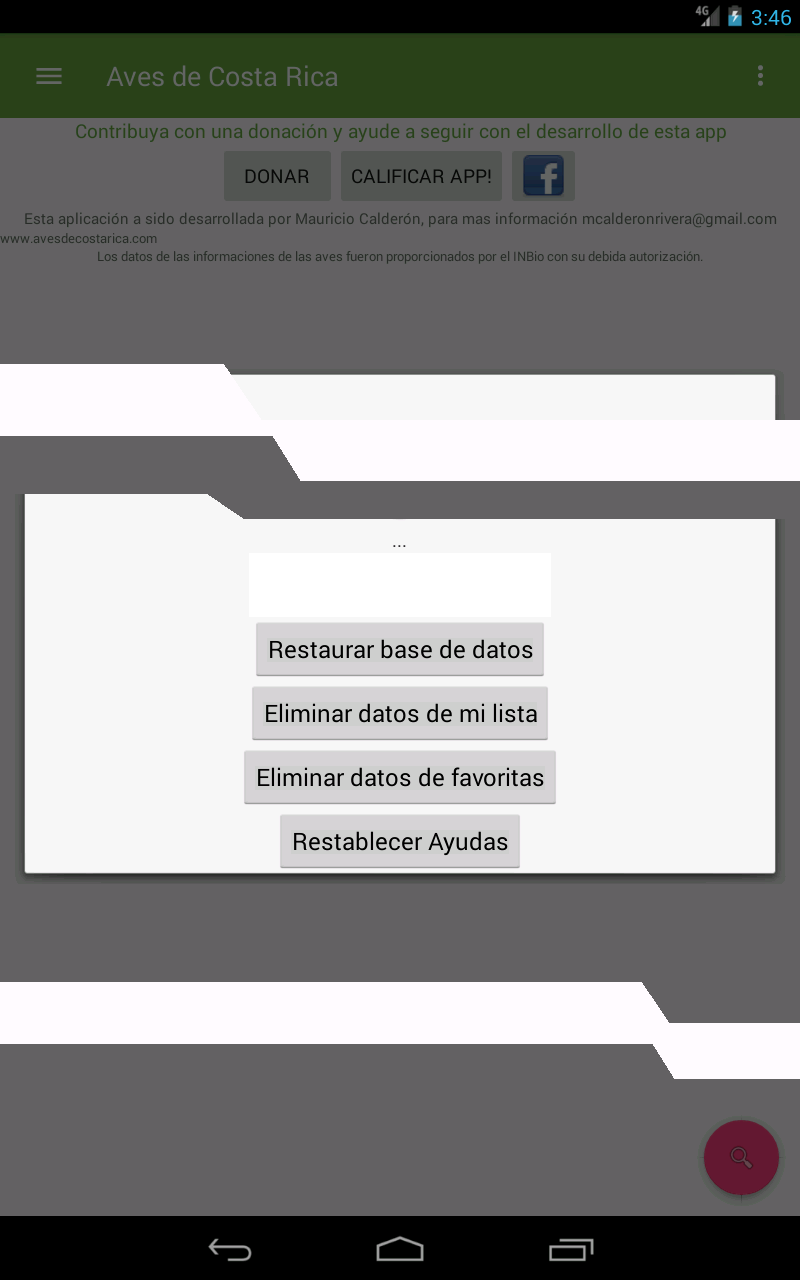 4G 3:46
Aves de Costa Rica
Contribuya con una donación y ayude a seguir con el desarrollo de esta app
DONAR CALIFICAR APP! f
Esta aplicación a sido desarrollada por Mauricio Calderón, para mas información mcalderonrivera@gmail.com
www.avesdecostarica.com
Los datos de las informaciones de las aves fueron proporcionados por el INBio con su debida autorización.
...
Restaurar base de datos
Eliminar datos de mi lista
Eliminar datos de favoritas
Restablecer Ayudas